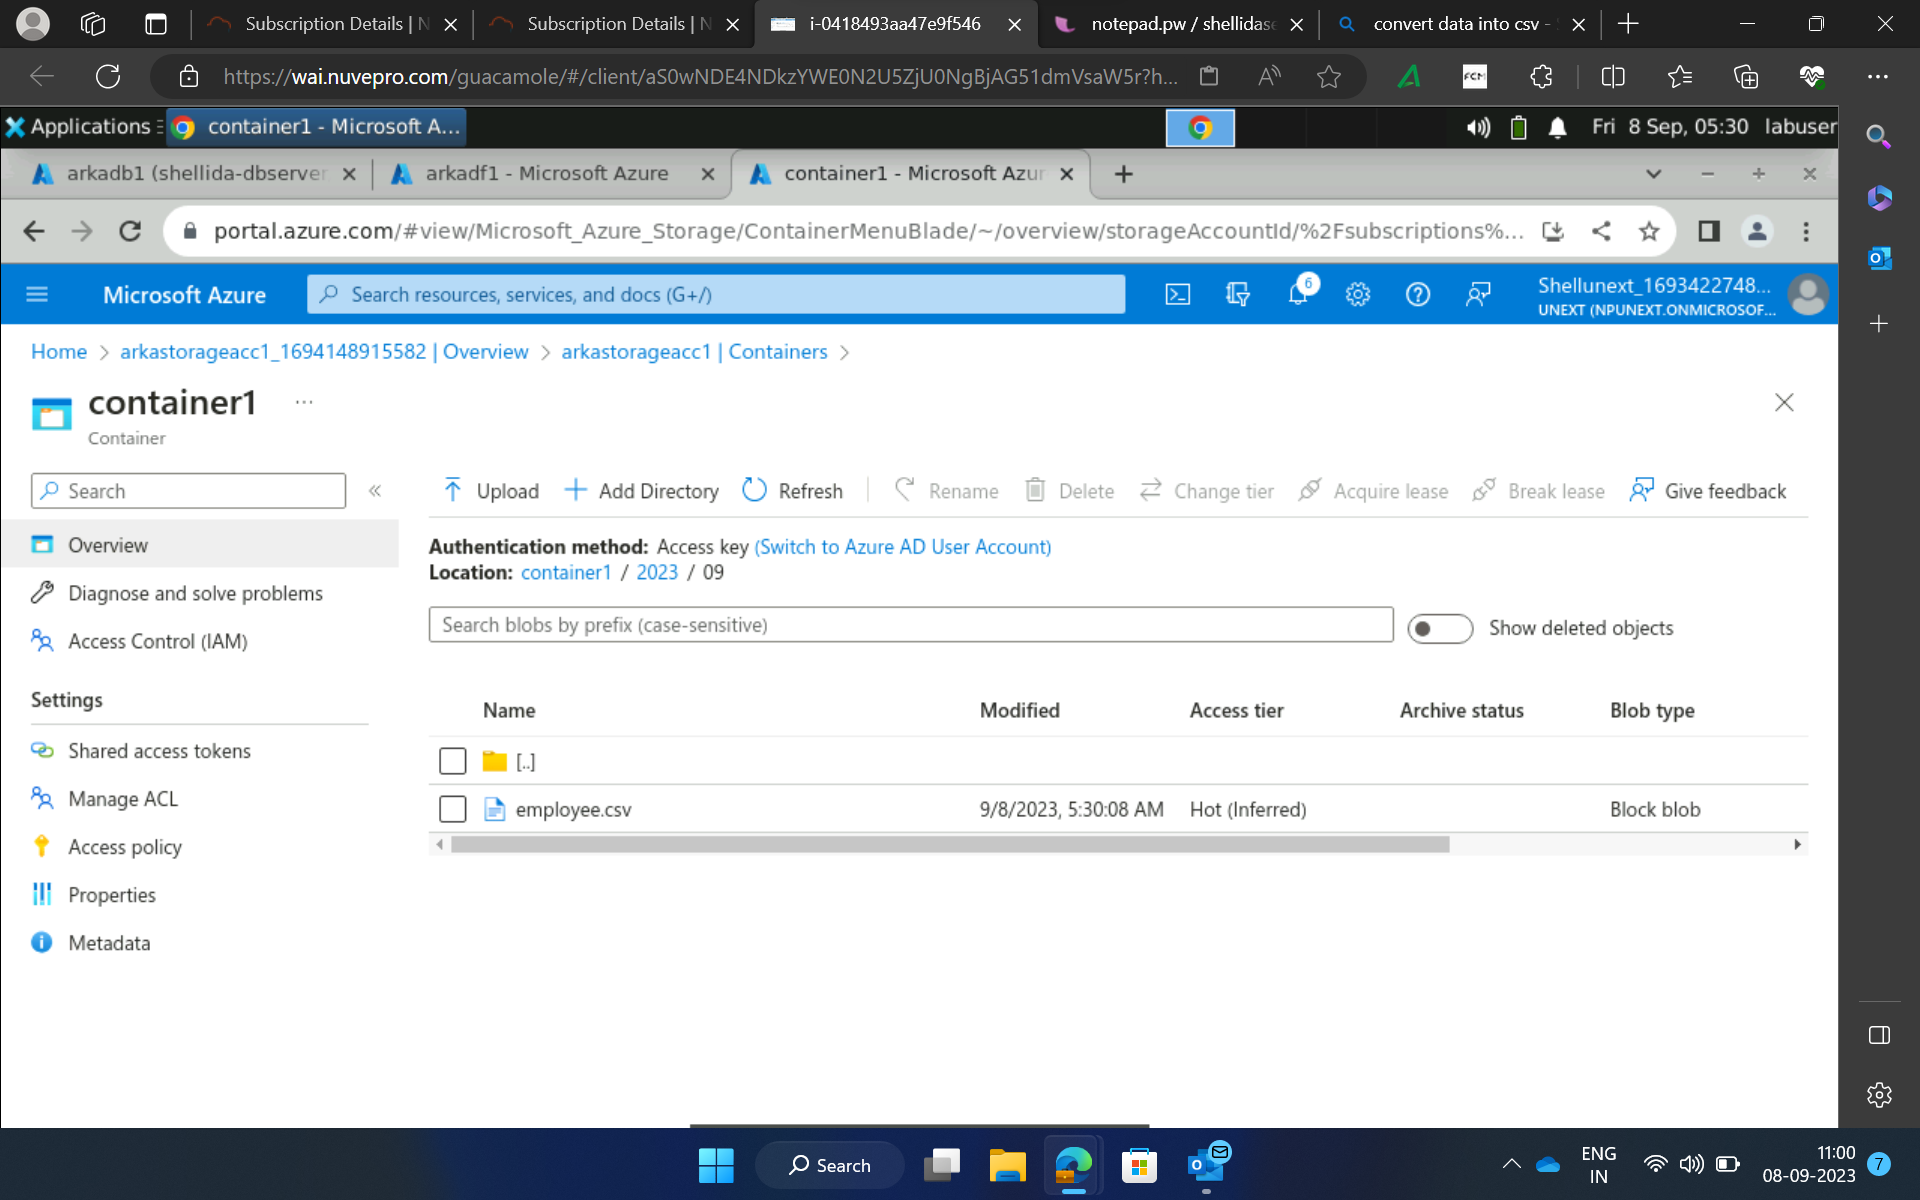 Subscription Details | N
Subscription Details | N
i-0418493aa47e9f546
notepad.pw / shellidase
convert data into csv -
https://wai.nuvepro.com/guacamole/#/client/aS0wNDE4NDkzYWE0N2U5ZjU0NgBjAG51dmVsaW5r?h...
FCM
Applications
container1 - Microsoft A...
Fri 8 Sep, 05:30 labuser
arkadb1 (shellida-dbserver
arkadf1 - Microsoft Azure
container1 - Microsoft Azur
portal.azure.com/#view/Microsoft_Azure_Storage/ContainerMenuBlade/~/overview/storageAccountId/%2Fsubscriptions%...
Microsoft Azure
Search resources, services, and docs (G+/)
6
Shellunext_1693422748...
UNEXT (NPUNEXT.ONMICROSOF...
Home > arkastorageacc1_1694148915582 | Overview > arkastorageacc1 | Containers >
container1 ...
Container
Search
«
Upload
Add Directory
Refresh
Rename
Delete
Change tier
Acquire lease
Break lease
Give feedback
Overview
Diagnose and solve problems
Access Control (IAM)
Settings
Shared access tokens
Manage ACL
Access policy
Properties
Metadata
Authentication method: Access key (Switch to Azure AD User Account)
Location: container1 / 2023 / 09
Search blobs by prefix (case-sensitive)
Show deleted objects
Name Modified Access tier Archive status Blob type
[..]
employee.csv 9/8/2023, 5:30:08 AM Hot (Inferred) Block blob
Search
ENG
IN
11:00
08-09-2023
7